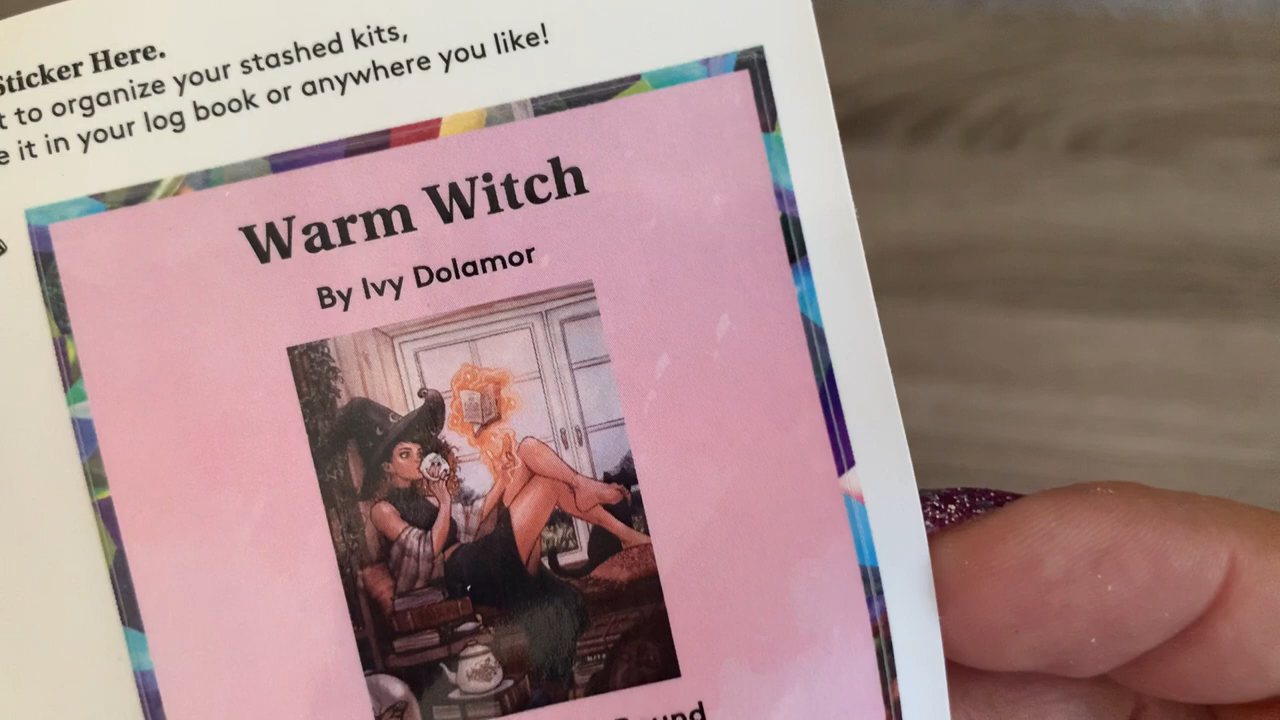 Sticker Here.
to organize your stashed kits,
it in your log book or anywhere you like!
Warm Witch
By Ivy Dolamor
Round